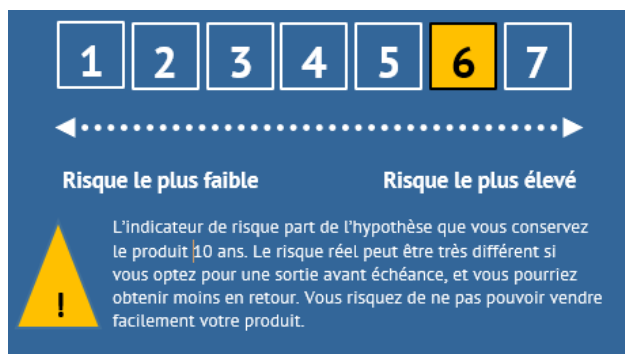 1 2 3 4 5 6 7
Risque le plus faible Risque le plus élevé
L'indicateur de risque part de l'hypothèse que vous conservez
le produit 10 ans. Le risque réel peut être très différent si
vous optez pour une sortie avant échéance, et vous pourriez
obtenir moins en retour. Vous risquez de ne pas pouvoir vendre
facilement votre produit.
!